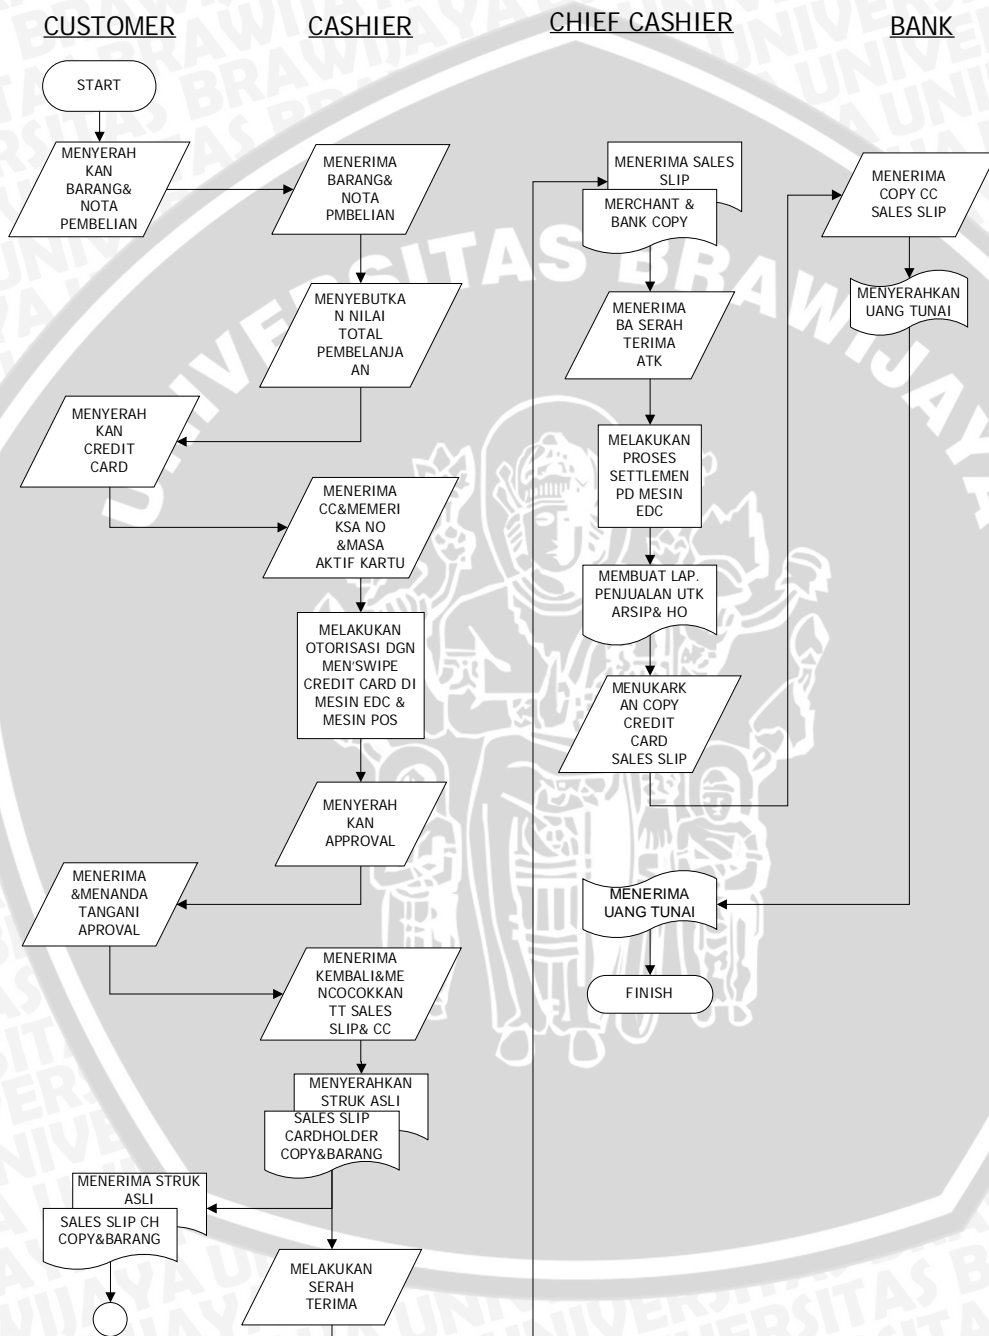 CUSTOMER
CASHIER
CHIEF CASHIER
BANK
START
MENYERAH
KAN
BARANG&
NOTA
PEMBELIAN
MENERIMA
BARANG&
NOTA
PMBELIAN
MENYEBUTKA
N NILAI
TOTAL
PEMBELANJA
AN
MENYERAH
KAN
CREDIT
CARD
MENERIMA
CC&MEMERI
KSA NO
&MASA
AKTIF KARTU
MELAKUKAN
OTORISASI DGN
MEN'SWIPE
CREDIT CARD DI
MESIN EDC &
MESIN POS
MENYERAH
KAN
APPROVAL
MENERIMA
&MENANDA
TANGANI
APROVAL
MENERIMA
KEMBALI&ME
NCOCOKKAN
TT SALES
SLIP& CC
MENYERAHKAN
STRUK ASLI
SALES SLIP
CARDHOLDER
COPY&BARANG
MENERIMA STRUK
ASLI
SALES SLIP CH
COPY&BARANG
MELAKUKAN
SERAH
TERIMA
MENERIMA SALES
SLIP
MERCHANT &
BANK COPY
MENERIMA
BA SERAH
TERIMA
ATK
MELAKUKAN
PROSES
SETTLEMEN
PD MESIN
EDC
MEMBUAT LAP.
PENJUALAN UTK
ARSIP& HO
MENUKARK
AN COPY
CREDIT
CARD
SALES SLIP
MENERIMA
COPY CC
SALES SLIP
MENYERAHKAN
UANG TUNAI
MENERIMA
UANG TUNAI
FINISH
UNIVERSITAS BRAWIJAYA